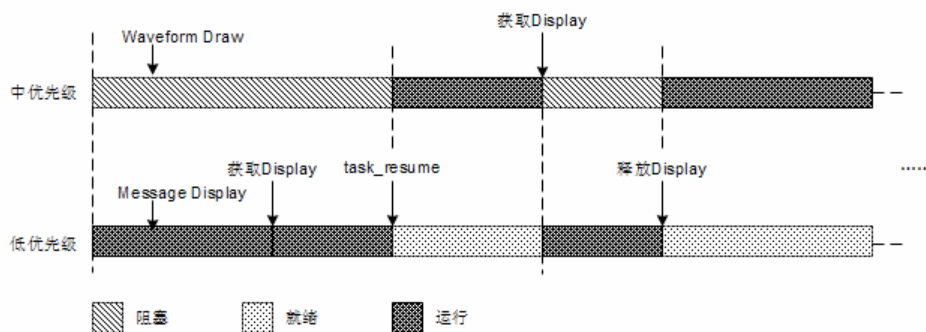 获取Display
Waveform Draw
中优先级
获取Display
task_resume
释放Display
.....
Message Display
低优先级
阻塞
就绪
运行